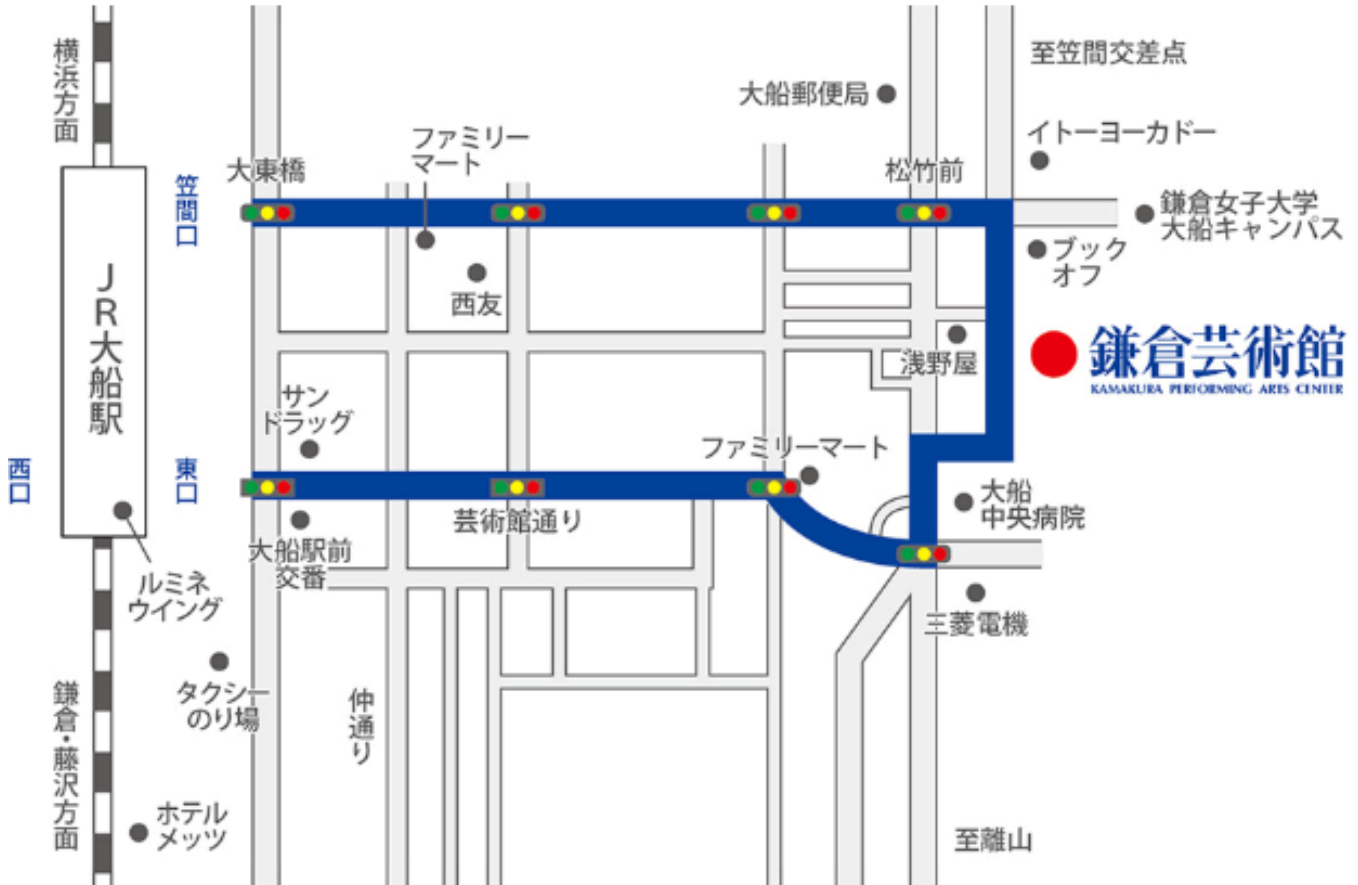 横浜方面
大船郵便局
至笠間交差点
ファミリー
マート
イトーヨーカドー
大東橋
松竹前
笠間口
鎌倉女子大学
大船キャンパス
ブック
オフ
西友
JR大船駅
浅野屋
鎌倉芸術館
KAMAKURA PERFORMING ARTS CENTER
サン
ドラッグ
ファミリーマート
西口
東口
大船
中央病院
芸術館通り
大船駅前
交番
ルミネ
ウイング
三菱電機
タクシー
のり場
仲通り
鎌倉・藤沢方面
ホテル
メッツ
至離山